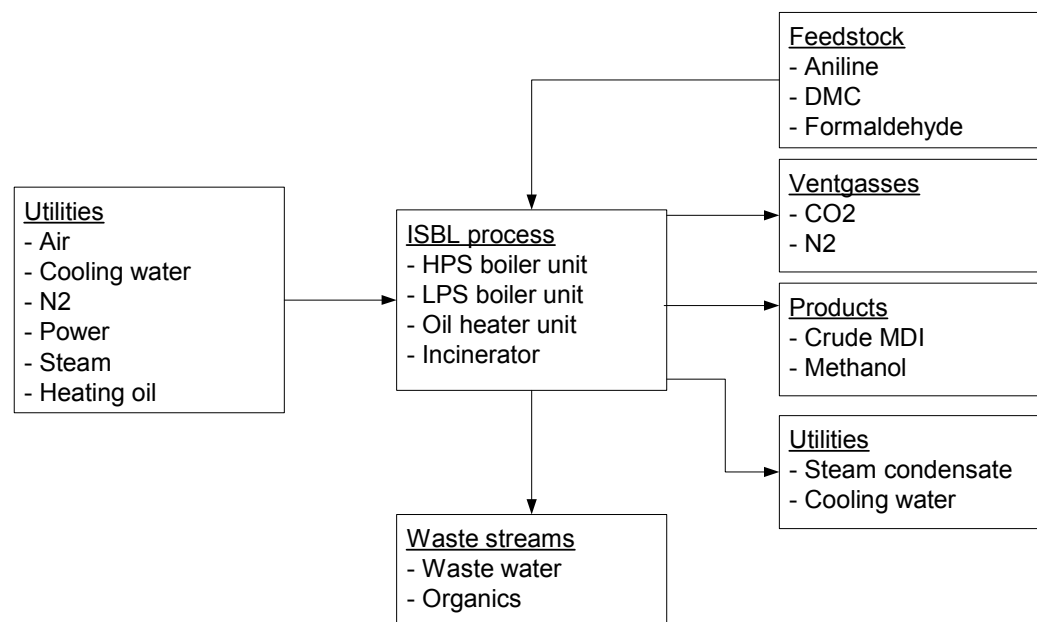 Feedstock
- Aniline
- DMC
- Formaldehyde
Utilities
- Air
- Cooling water
- N2
- Power
- Steam
- Heating oil
ISBL process
- HPS boiler unit
- LPS boiler unit
- Oil heater unit
- Incinerator
Ventgasses
- CO2
- N2
Products
- Crude MDI
- Methanol
Utilities
- Steam condensate
- Cooling water
Waste streams
- Waste water
- Organics